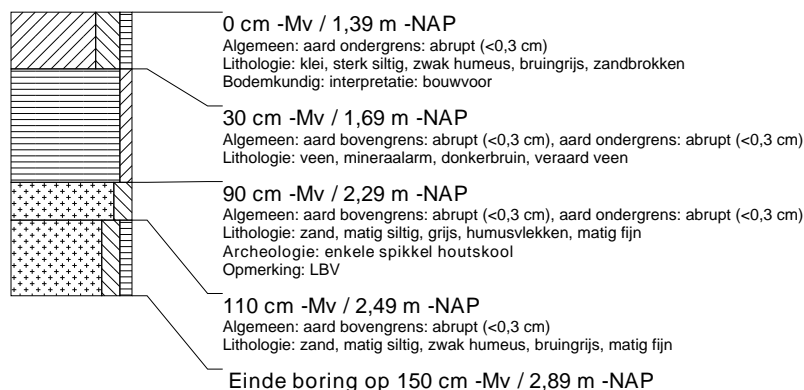 0 cm -Mv / 1,39 m -NAP
Algemeen: aard ondergrens: abrupt (<0,3 cm)
Lithologie: klei, sterk siltig, zwak humeus, bruingrijs, zandbrokken
Bodemkundig: interpretatie: bouwvoor
30 cm -Mv / 1,69 m -NAP
Algemeen: aard bovengrens: abrupt (<0,3 cm), aard ondergrens: abrupt (<0,3 cm)
Lithologie: veen, mineraalarm, donkerbruin, veraard veen
90 cm -Mv / 2,29 m -NAP
Algemeen: aard bovengrens: abrupt (<0,3 cm), aard ondergrens: abrupt (<0,3 cm)
Lithologie: zand, matig siltig, grijs, humusvlekken, matig fijn
Archeologie: enkele spikkel houtskool
Opmerking: LBV
110 cm -Mv / 2,49 m -NAP
Algemeen: aard bovengrens: abrupt (<0,3 cm)
Lithologie: zand, matig siltig, zwak humeus, bruingrijs, matig fijn
Einde boring op 150 cm -Mv / 2,89 m -NAP